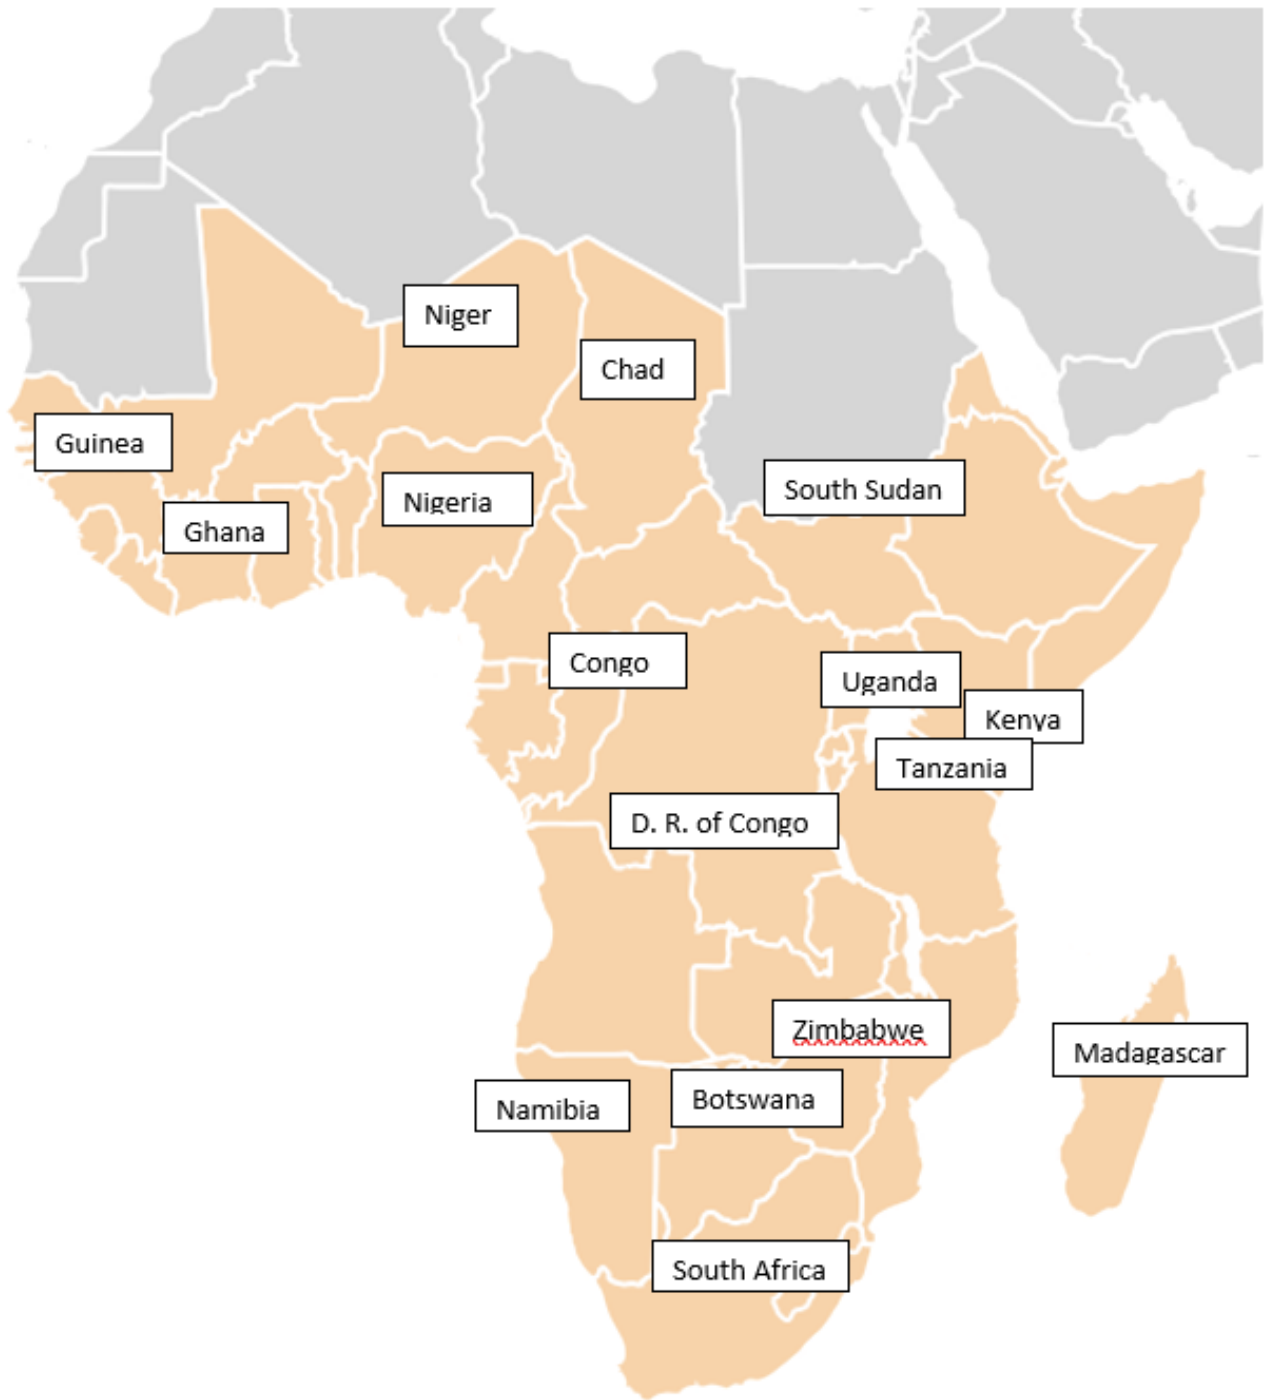 Niger
Chad
Guinea
South Sudan
Nigeria
Ghana
Congo
Uganda
Kenya
Tanzania
D. R. of Congo
Zimbabwe
Madagascar
Botswana
Namibia
South Africa